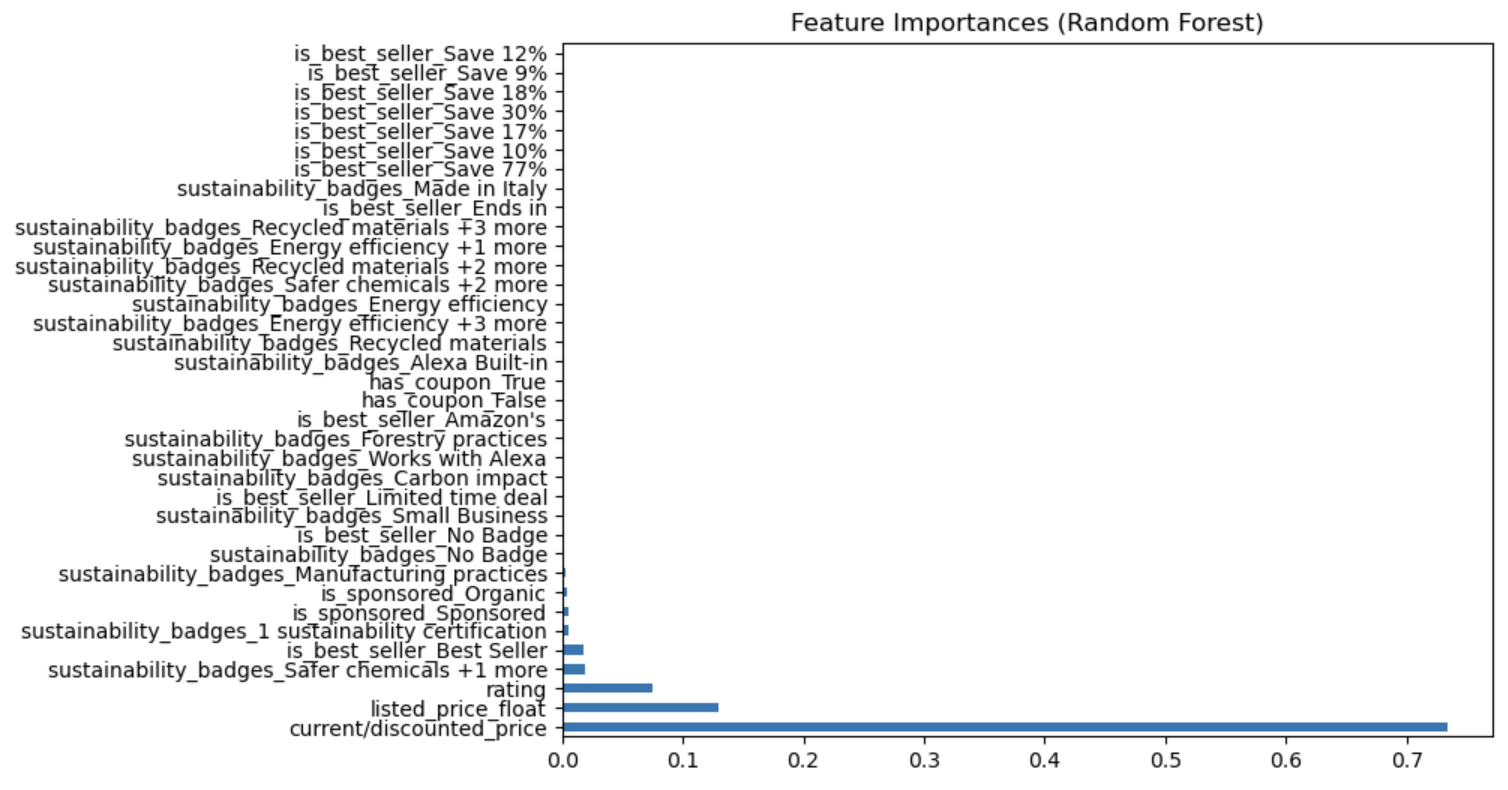 Feature Importances (Random Forest)
is_best_seller_Save 12%
is_best_seller_Save 9%
is_best_seller_Save 18%
is_best_seller_Save 30%
is_best_seller_Save 17%
is_best_seller_Save 10%
is_best_seller_Save 77%
sustainability_badges_Made in Italy
is_best_seller_Ends in
sustainability_badges_Recycled materials +3 more
sustainability_badges_Energy efficiency +1 more
sustainability_badges_Recycled materials +2 more
sustainability_badges_Safer chemicals +2 more
sustainability_badges_Energy efficiency
sustainability_badges_Energy efficiency +3 more
sustainability_badges_Recycled materials
sustainability_badges_Alexa Built-in
has_coupon_True
has_coupon_False
is_best_seller_Amazon's
sustainability_badges_Forestry practices
sustainability_badges_Works with Alexa
sustainability_badges_Carbon impact
is_best_seller_Limited time deal
sustainability_badges_Small Business
is_best_seller_No Badge
sustainability_badges_No Badge
sustainability_badges_Manufacturing practices
is_sponsored_Organic
is_sponsored_Sponsored
sustainability_badges_1 sustainability certification
is_best_seller_Best Seller
sustainability_badges_Safer chemicals +1 more
rating
listed_price_float
current/discounted_price
0.0 0.1 0.2 0.3 0.4 0.5 0.6 0.7